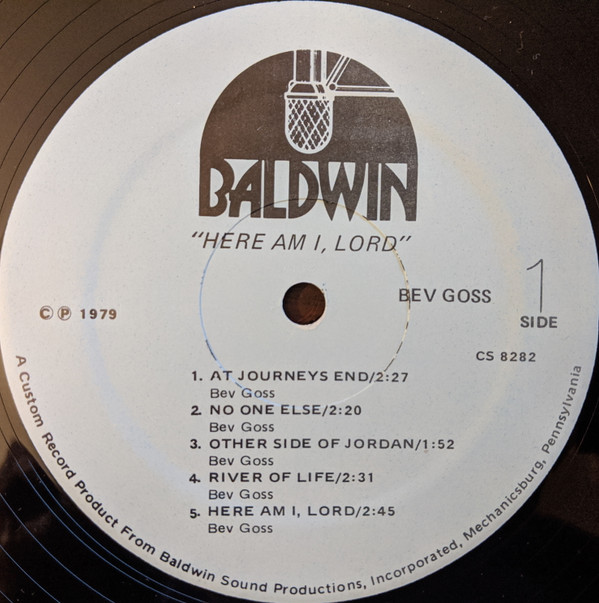 BALDWIN
"HERE AM I, LORD"
BEV GOSS
1
SIDE
Ⓒ Ⓟ 1979
CS 8282
1. AT JOURNEYS END/2:27
Bev Goss
2. NO ONE ELSE/2:20
Bev Goss
3. OTHER SIDE OF JORDAN/1:52
Bev Goss
4. RIVER OF LIFE/2:31
Bev Goss
5. HERE AM I, LORD/2:45
Bev Goss
A Custom Record Product From Baldwin Sound Productions, Incorporated, Mechanicsburg, Pennsylvania